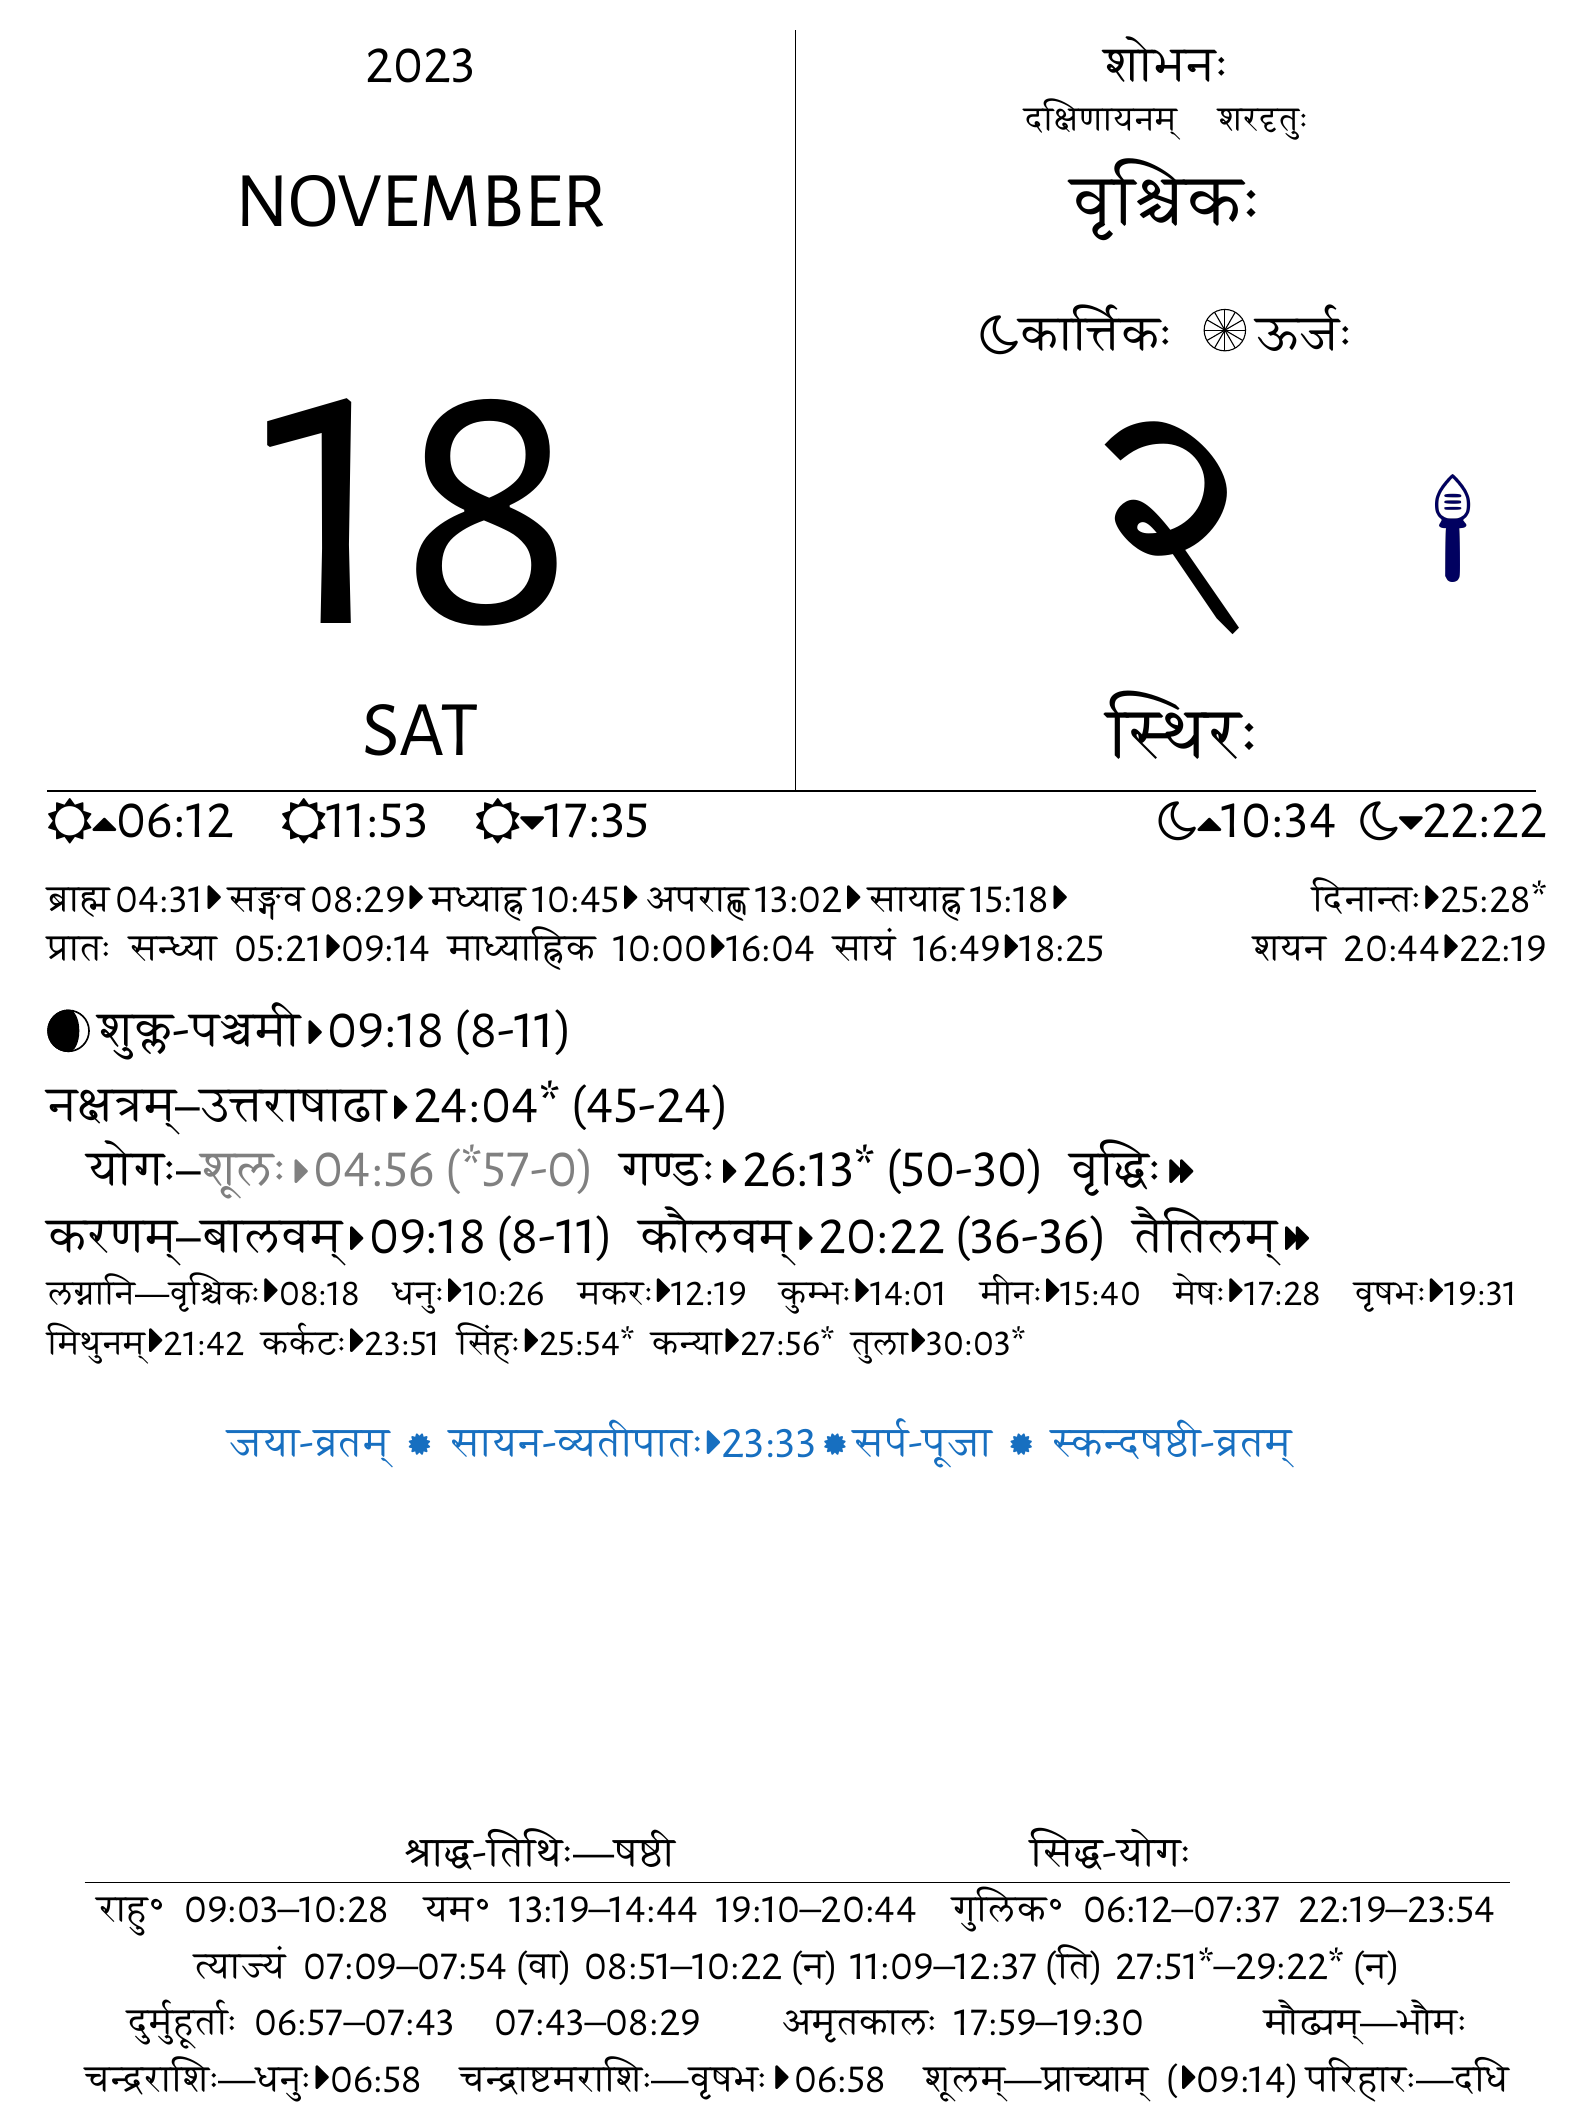 2023
NOVEMBER
18
SAT
शोभनः
दक्षिणायनम् शरदृतुः
वृश्चिकः
कार्त्तिकः ऊर्जः
२
स्थिरः
06:12 11:53 17:35 10:34 22:22
ब्राह्म 04:31 सङ्गव 08:29 मध्याह्न 10:45 अपराह्ण 13:02 सायाह्न 15:18 दिनान्तः 25:28*
प्रातः सन्ध्या 05:21 09:14 माध्याह्निक 10:00 16:04 सायं 16:49 18:25 शयन 20:44 22:19
शुक्ल-पञ्चमी 09:18 (8-11)
नक्षत्रम्–उत्तराषाढा 24:04* (45-24)
योगः–शूलः 04:56 (*57-0) गण्डः 26:13* (50-30) वृद्धिः
करणम्–बालवम् 09:18 (8-11) कौलवम् 20:22 (36-36) तैतिलम्
लग्नानि—वृश्चिकः 08:18 धनुः 10:26 मकरः 12:19 कुम्भः 14:01 मीनः 15:40 मेषः 17:28 वृषभः 19:31
मिथुनम् 21:42 कर्कटः 23:51 सिंहः 25:54* कन्या 27:56* तुला 30:03*
जया-व्रतम् सायन-व्यतीपातः 23:33 सर्प-पूजा स्कन्दषष्ठी-व्रतम्
श्राद्ध-तिथिः—षष्ठी सिद्ध-योगः
राहु॰ 09:03–10:28 यम॰ 13:19–14:44 19:10–20:44 गुलिक॰ 06:12–07:37 22:19–23:54
त्याज्यं 07:09–07:54 (वा) 08:51–10:22 (न) 11:09–12:37 (ति) 27:51*–29:22* (न)
दुर्मुहूर्ताः 06:57–07:43 07:43–08:29 अमृतकालः 17:59–19:30 मौढ्यम्—भौमः
चन्द्रराशिः—धनुः 06:58 चन्द्राष्टमराशिः—वृषभः 06:58 शूलम्—प्राच्याम् (09:14) परिहारः—दधि